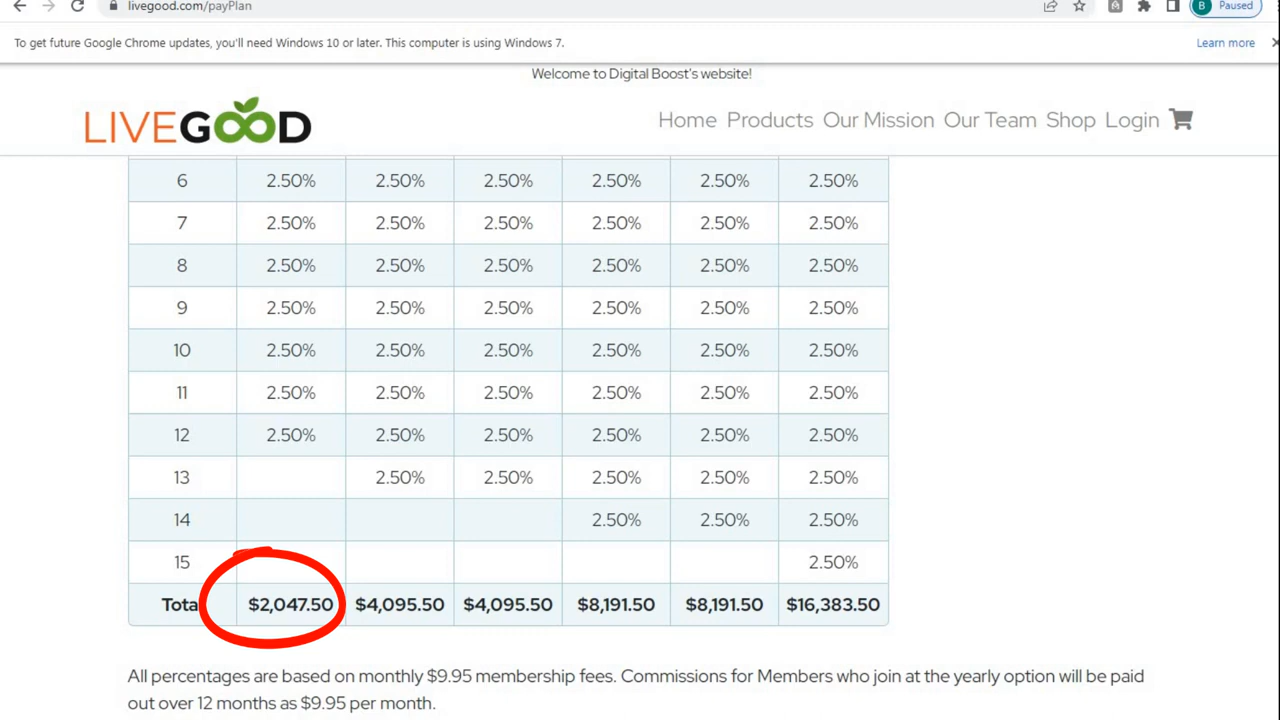 livegood.com/payPlan
B Paused
To get future Google Chrome updates, you'll need Windows 10 or later. This computer is using Windows 7.
Learn more
Welcome to Digital Boost's website!
LIVEGOOD
Home Products Our Mission Our Team Shop Login
6 2.50% 2.50% 2.50% 2.50% 2.50% 2.50%
7 2.50% 2.50% 2.50% 2.50% 2.50% 2.50%
8 2.50% 2.50% 2.50% 2.50% 2.50% 2.50%
9 2.50% 2.50% 2.50% 2.50% 2.50% 2.50%
10 2.50% 2.50% 2.50% 2.50% 2.50% 2.50%
11 2.50% 2.50% 2.50% 2.50% 2.50% 2.50%
12 2.50% 2.50% 2.50% 2.50% 2.50% 2.50%
13 2.50% 2.50% 2.50% 2.50% 2.50%
14 2.50% 2.50% 2.50%
15 2.50%
Tota $2,047.50 $4,095.50 $4,095.50 $8,191.50 $8,191.50 $16,383.50
All percentages are based on monthly $9.95 membership fees. Commissions for Members who join at the yearly option will be paid
out over 12 months as $9.95 per month.